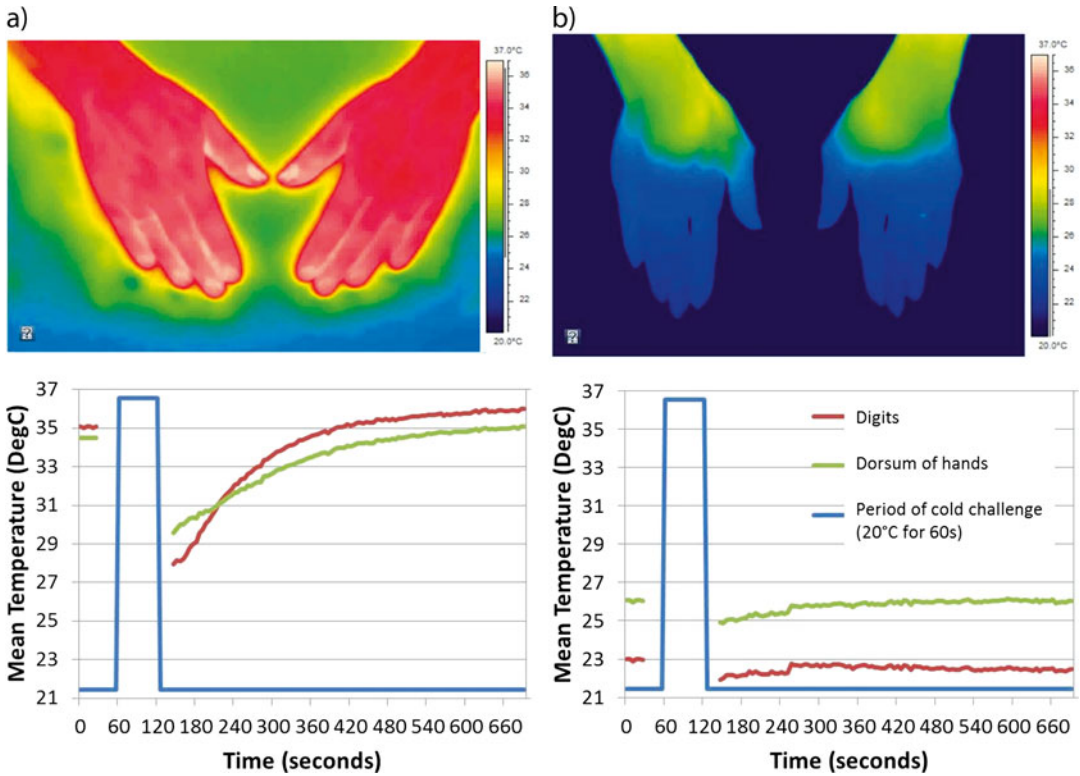 a)
37.0°C
34
32
30
28
26
24
22
20.0°C
b)
37.0°C
34
32
30
28
26
24
22
20.0°C
Mean Temperature (DegC)
37
35
33
31
29
27
25
23
21
0 60 120 180 240 300 360 420 480 540 600 660
Time (seconds)
Mean Temperature (DegC)
37
35
33
31
29
27
25
23
21
0 60 120 180 240 300 360 420 480 540 600 660
Time (seconds)
Digits
Dorsum of hands
Period of cold challenge
(20°C for 60s)